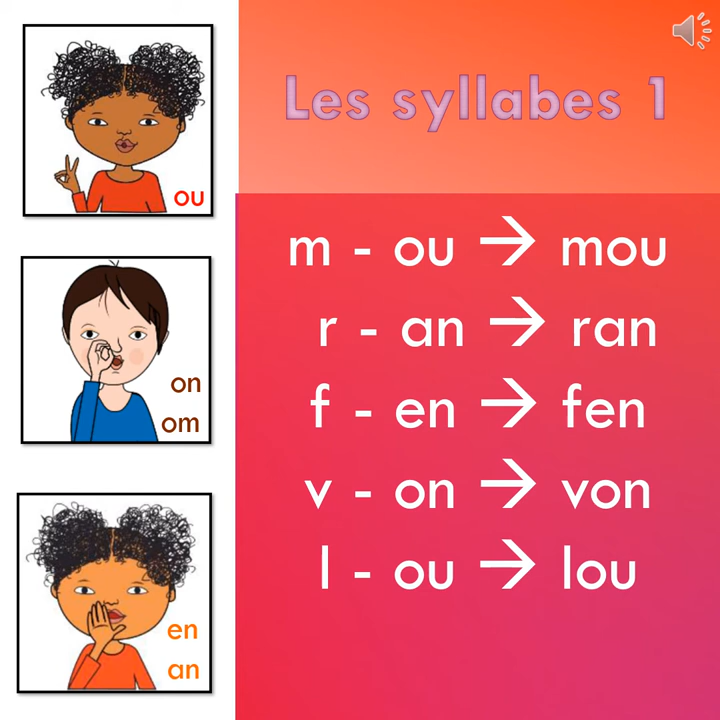 ou
on
om
en
an
Les syllabes 1
m - ou → mou
r - an → ran
f - en → fen
v - on → von
l - ou → lou